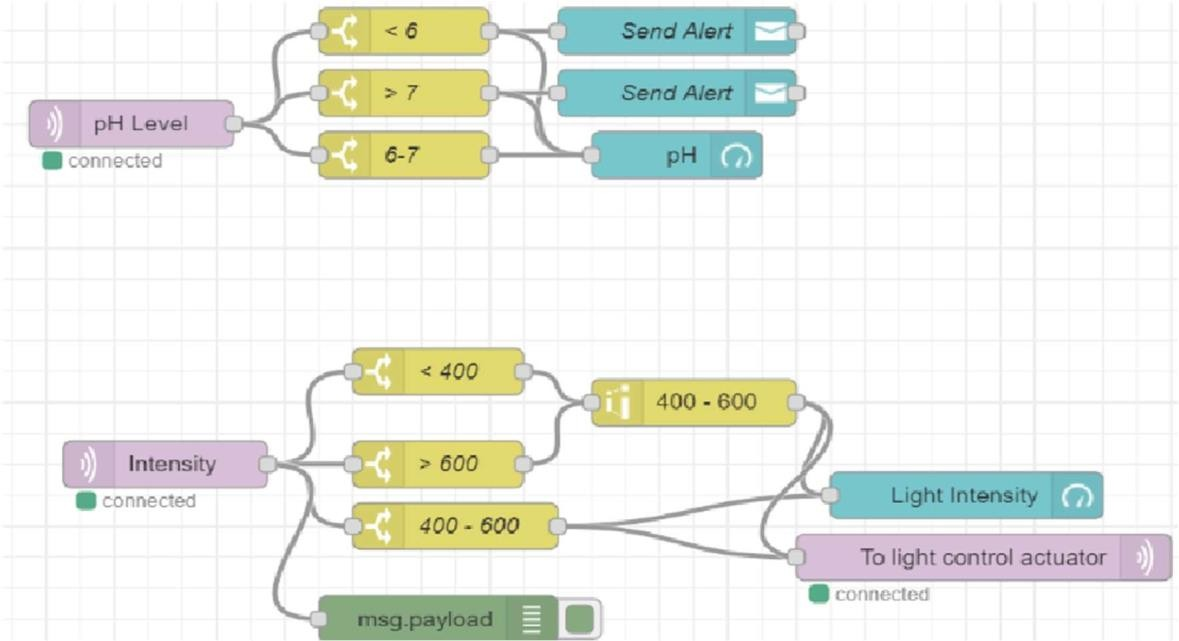 < 6
Send Alert
> 7
Send Alert
pH Level
connected
6-7
pH
< 400
400 - 600
Intensity
connected
> 600
Light Intensity
400 - 600
To light control actuator
connected
msg.payload